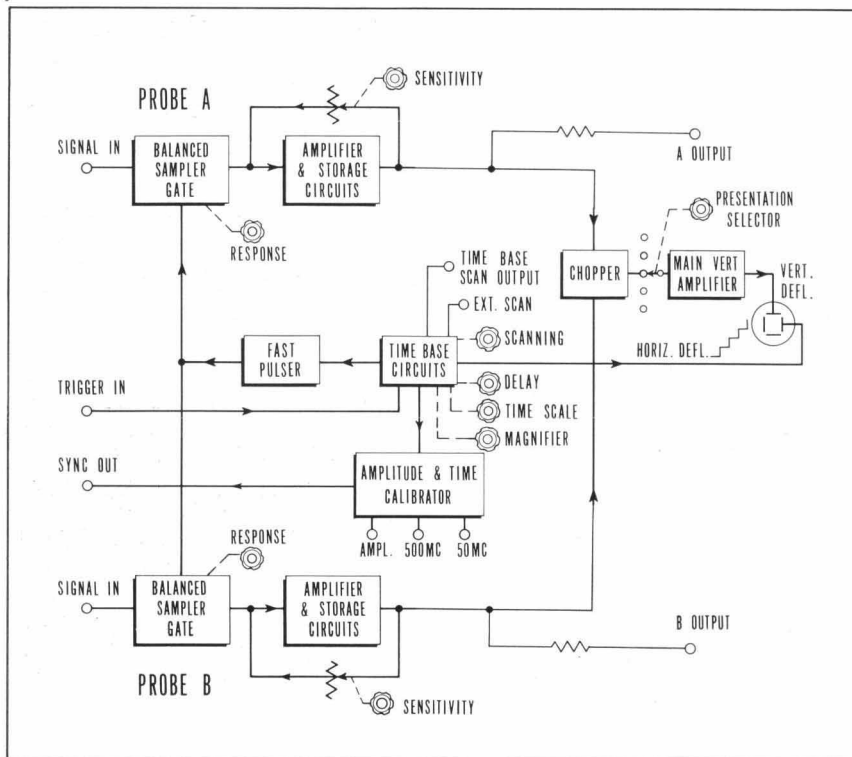 SENSITIVITY
PROBE A
SIGNAL IN
BALANCED
SAMPLER
GATE
AMPLIFIER
& STORAGE
CIRCUITS
A OUTPUT
RESPONSE
PRESENTATION
SELECTOR
CHOPPER
MAIN VERT
AMPLIFIER
VERT.
DEFL.
HORIZ. DEFL.
TIME BASE
SCAN OUTPUT
EXT. SCAN
SCANNING
FAST
PULSER
TIME BASE
CIRCUITS
DELAY
TIME SCALE
MAGNIFIER
TRIGGER IN
SYNC OUT
AMPLITUDE & TIME
CALIBRATOR
AMPL. 500MC 50MC
RESPONSE
SIGNAL IN
BALANCED
SAMPLER
GATE
AMPLIFIER
& STORAGE
CIRCUITS
B OUTPUT
PROBE B
SENSITIVITY